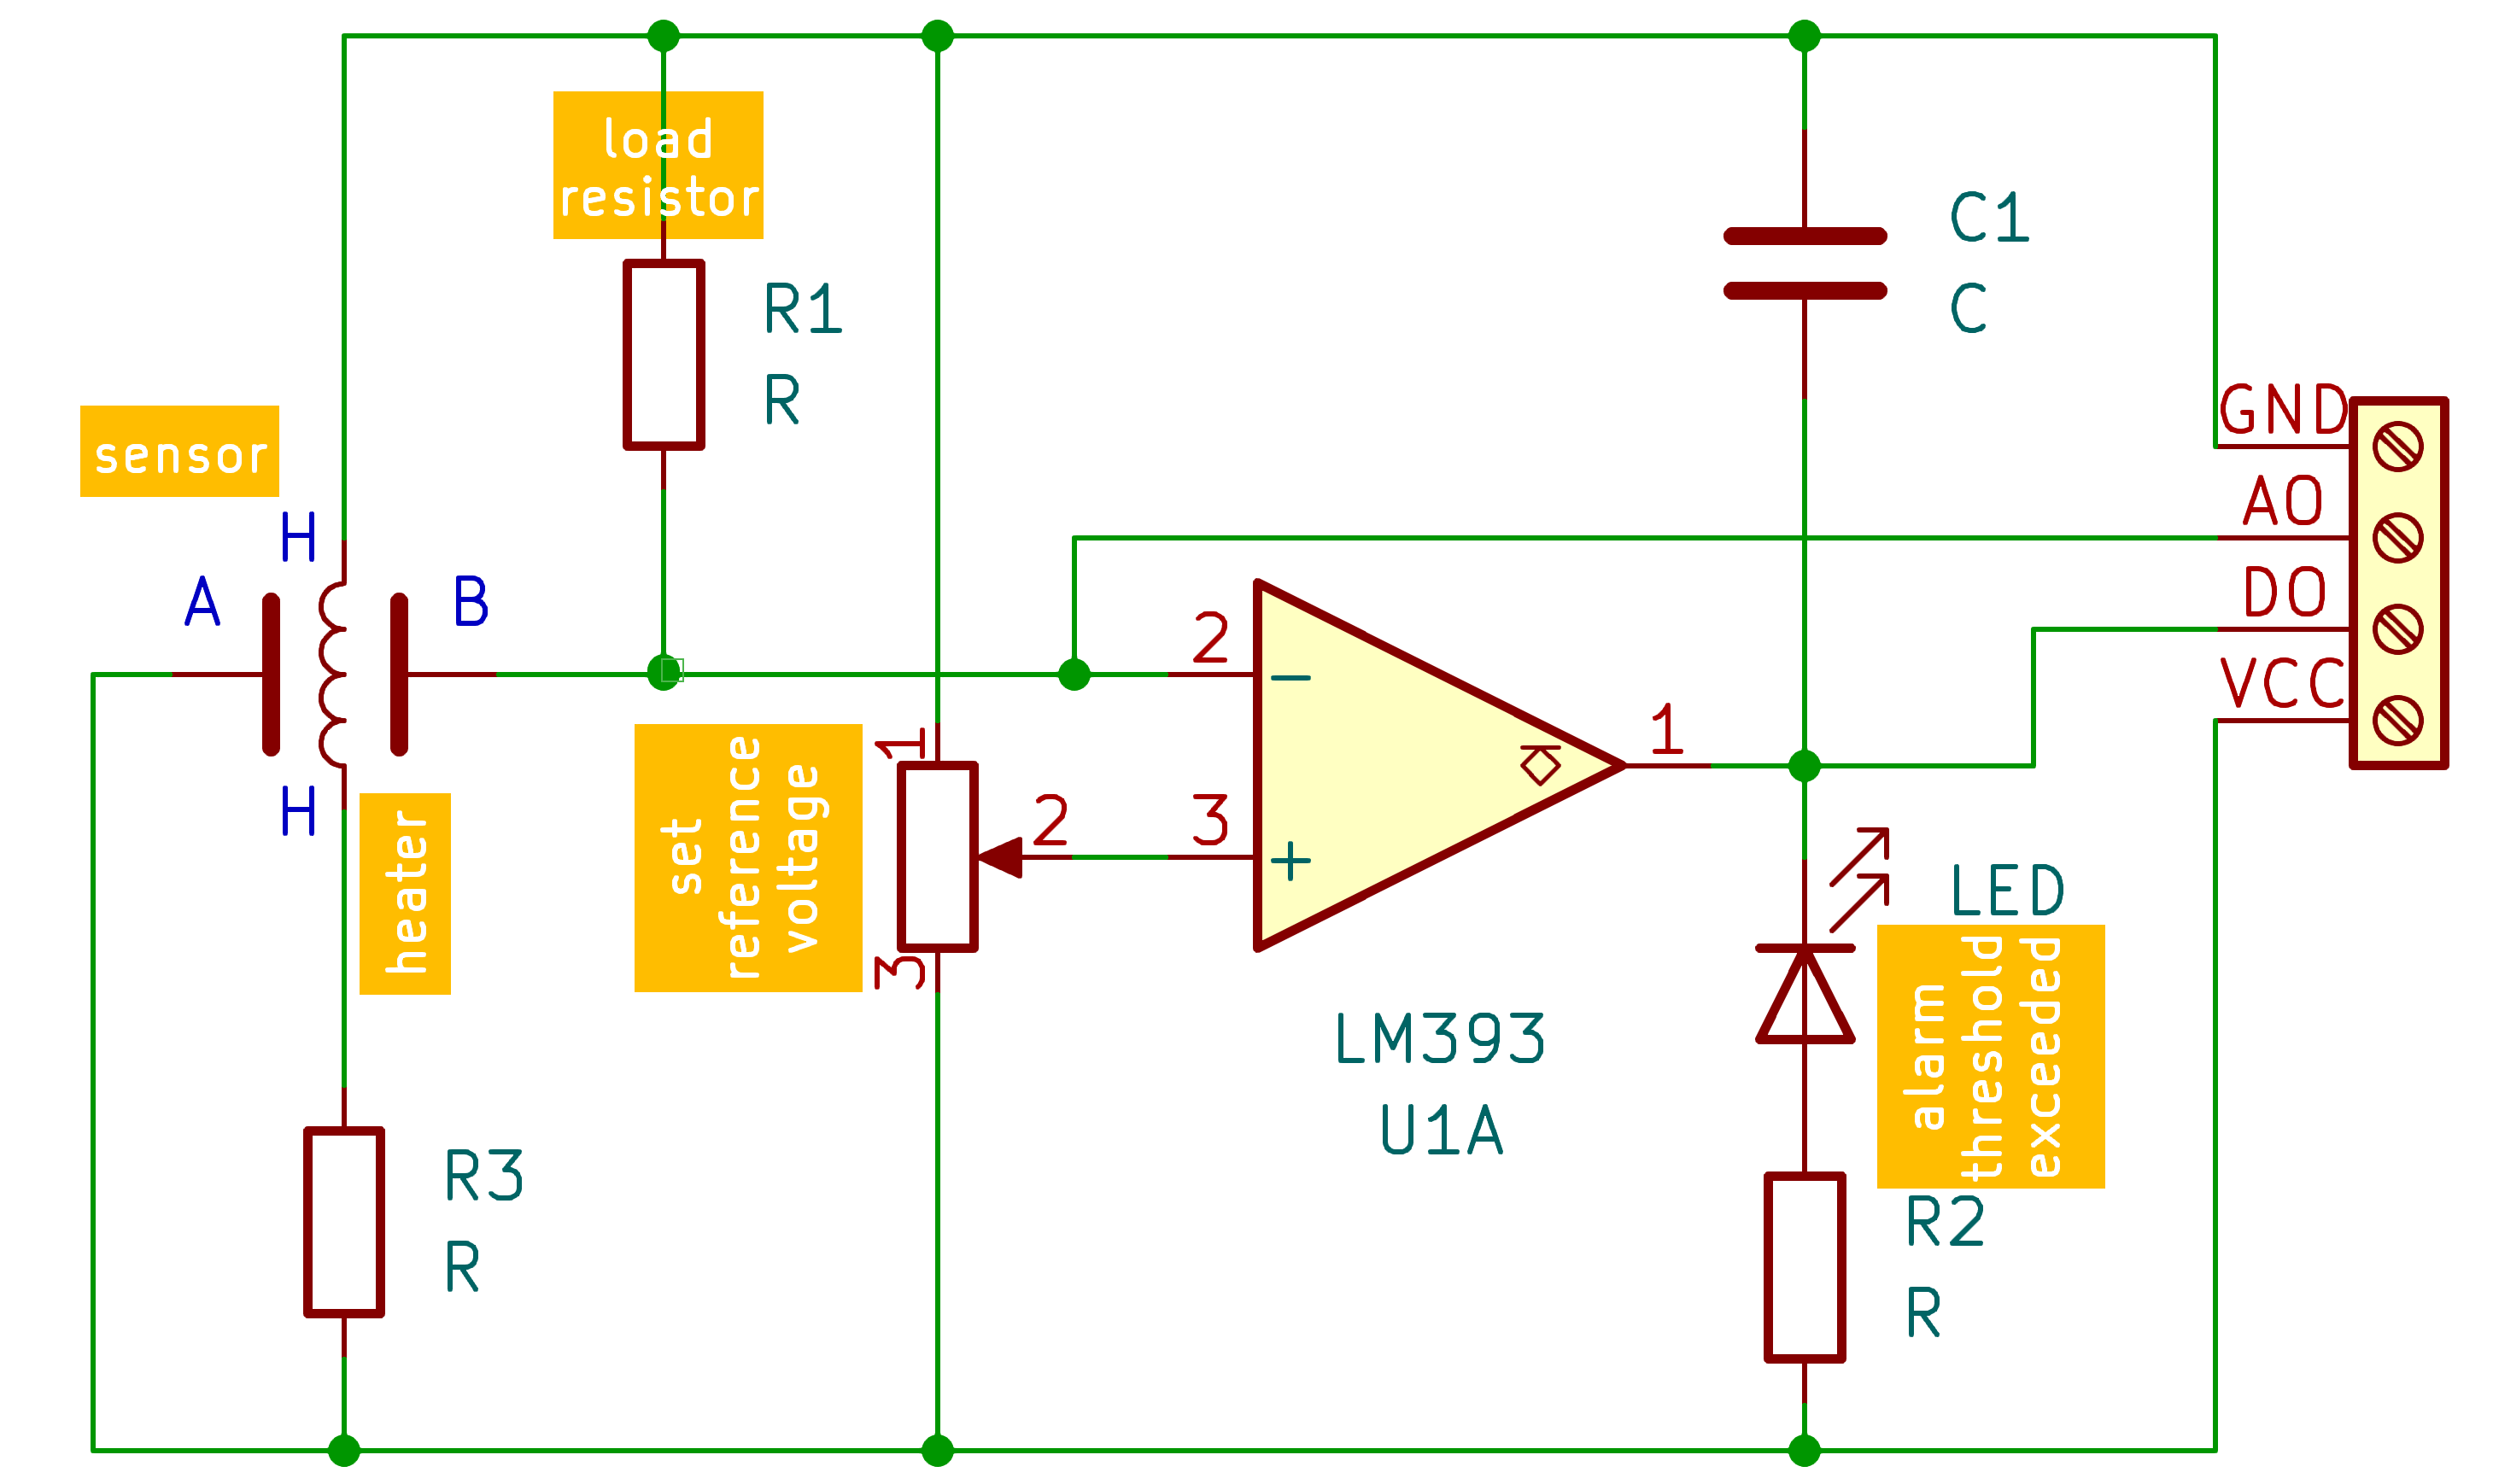 load
resistor
R1
R
C1
C
sensor
H
A
B
H
heater
R3
R
set
reference
voltage
1
2
3
2
3
1
-
+
LM393
U1A
GND
AO
DO
VCC
LED
alarm
threshold
exceeded
R2
R